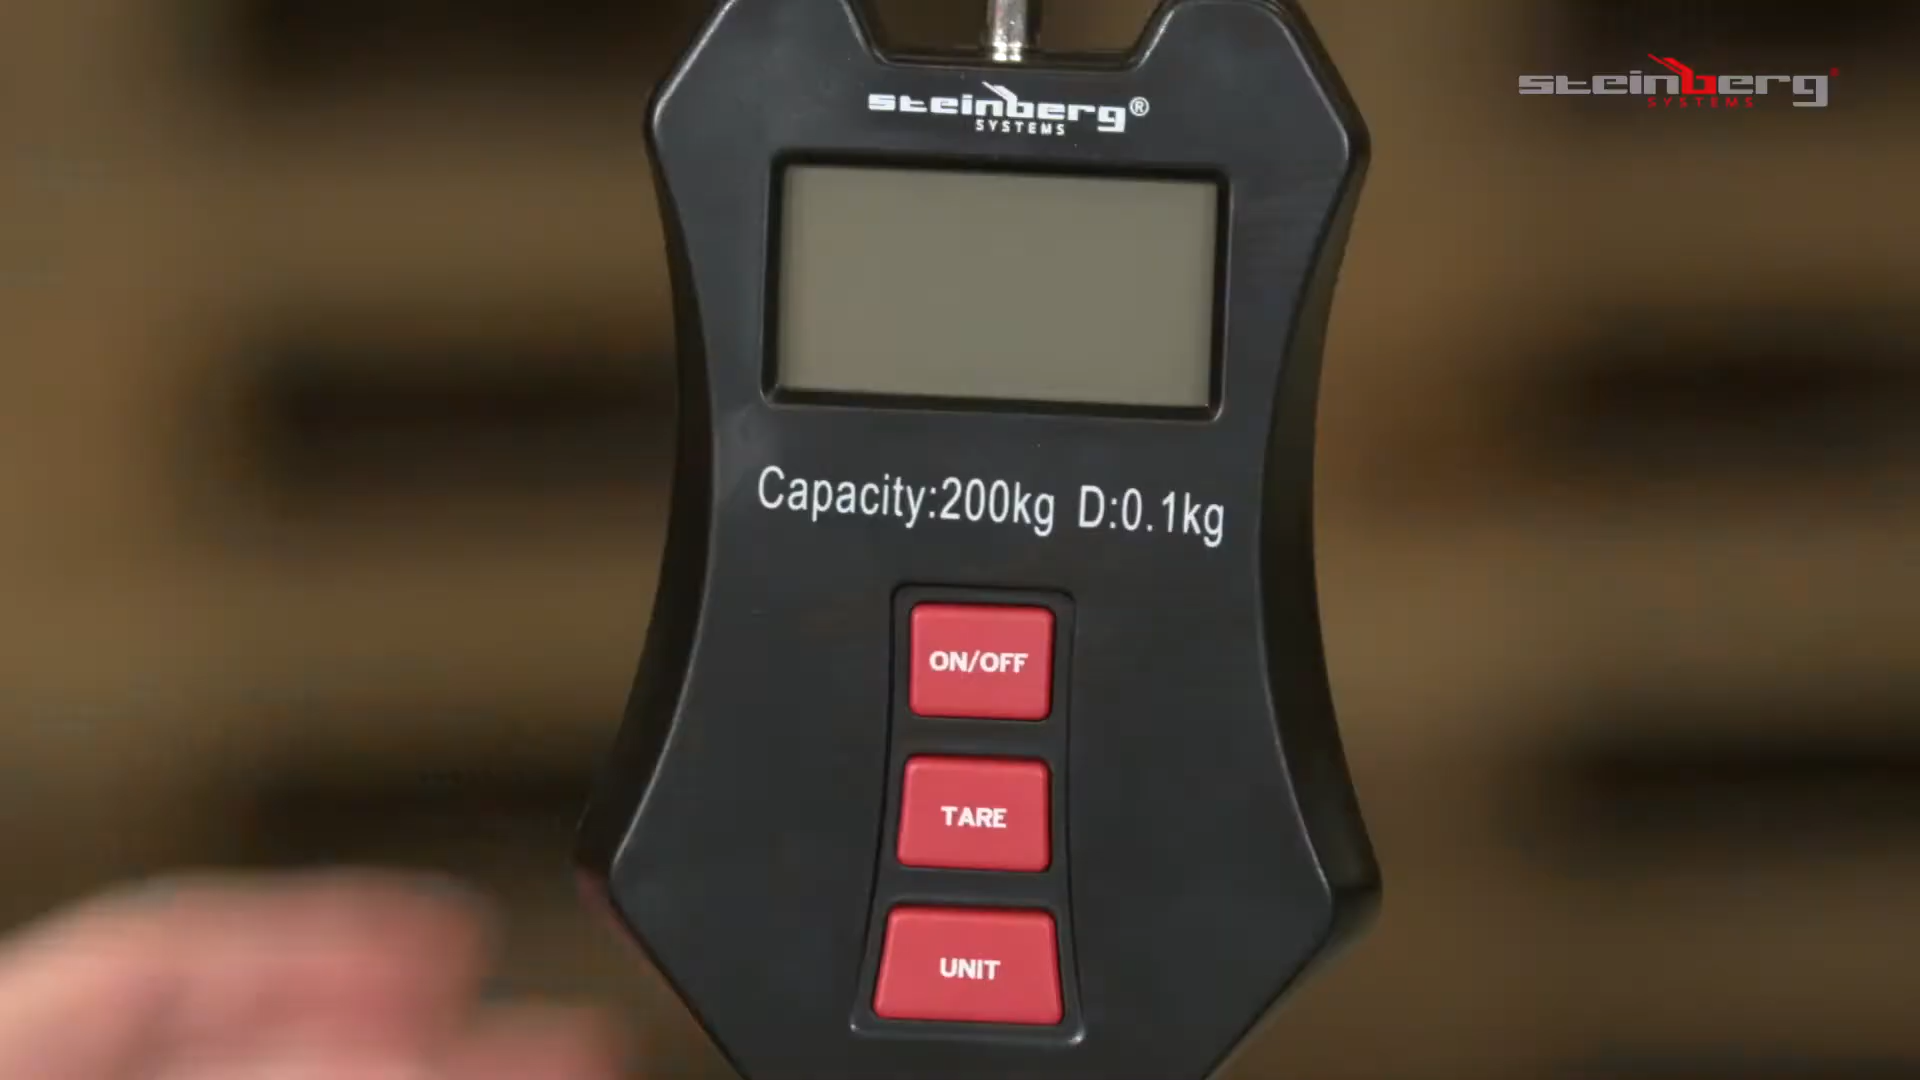 steinberg®
SYSTEMS
steinberg®
SYSTEMS
Capacity:200kg D:0.1kg
ON/OFF
TARE
UNIT